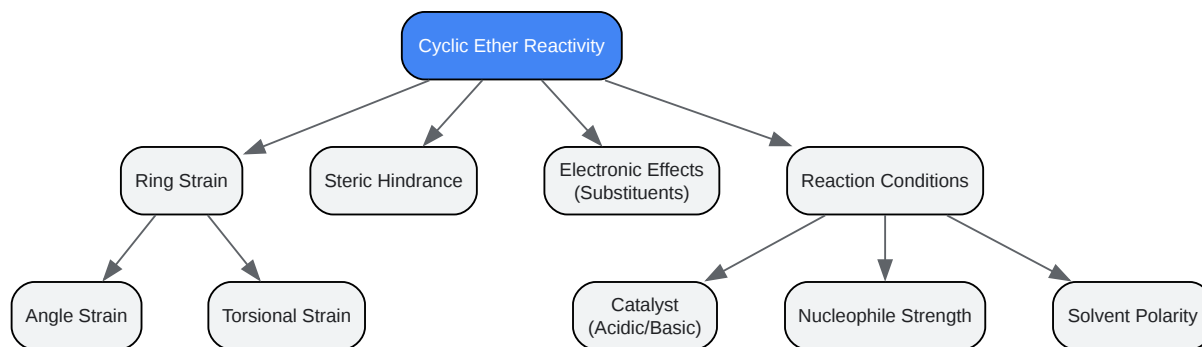 Cyclic Ether Reactivity
Ring Strain
Steric Hindrance
Electronic Effects
(Substituents)
Reaction Conditions
Angle Strain
Torsional Strain
Catalyst
(Acidic/Basic)
Nucleophile Strength
Solvent Polarity